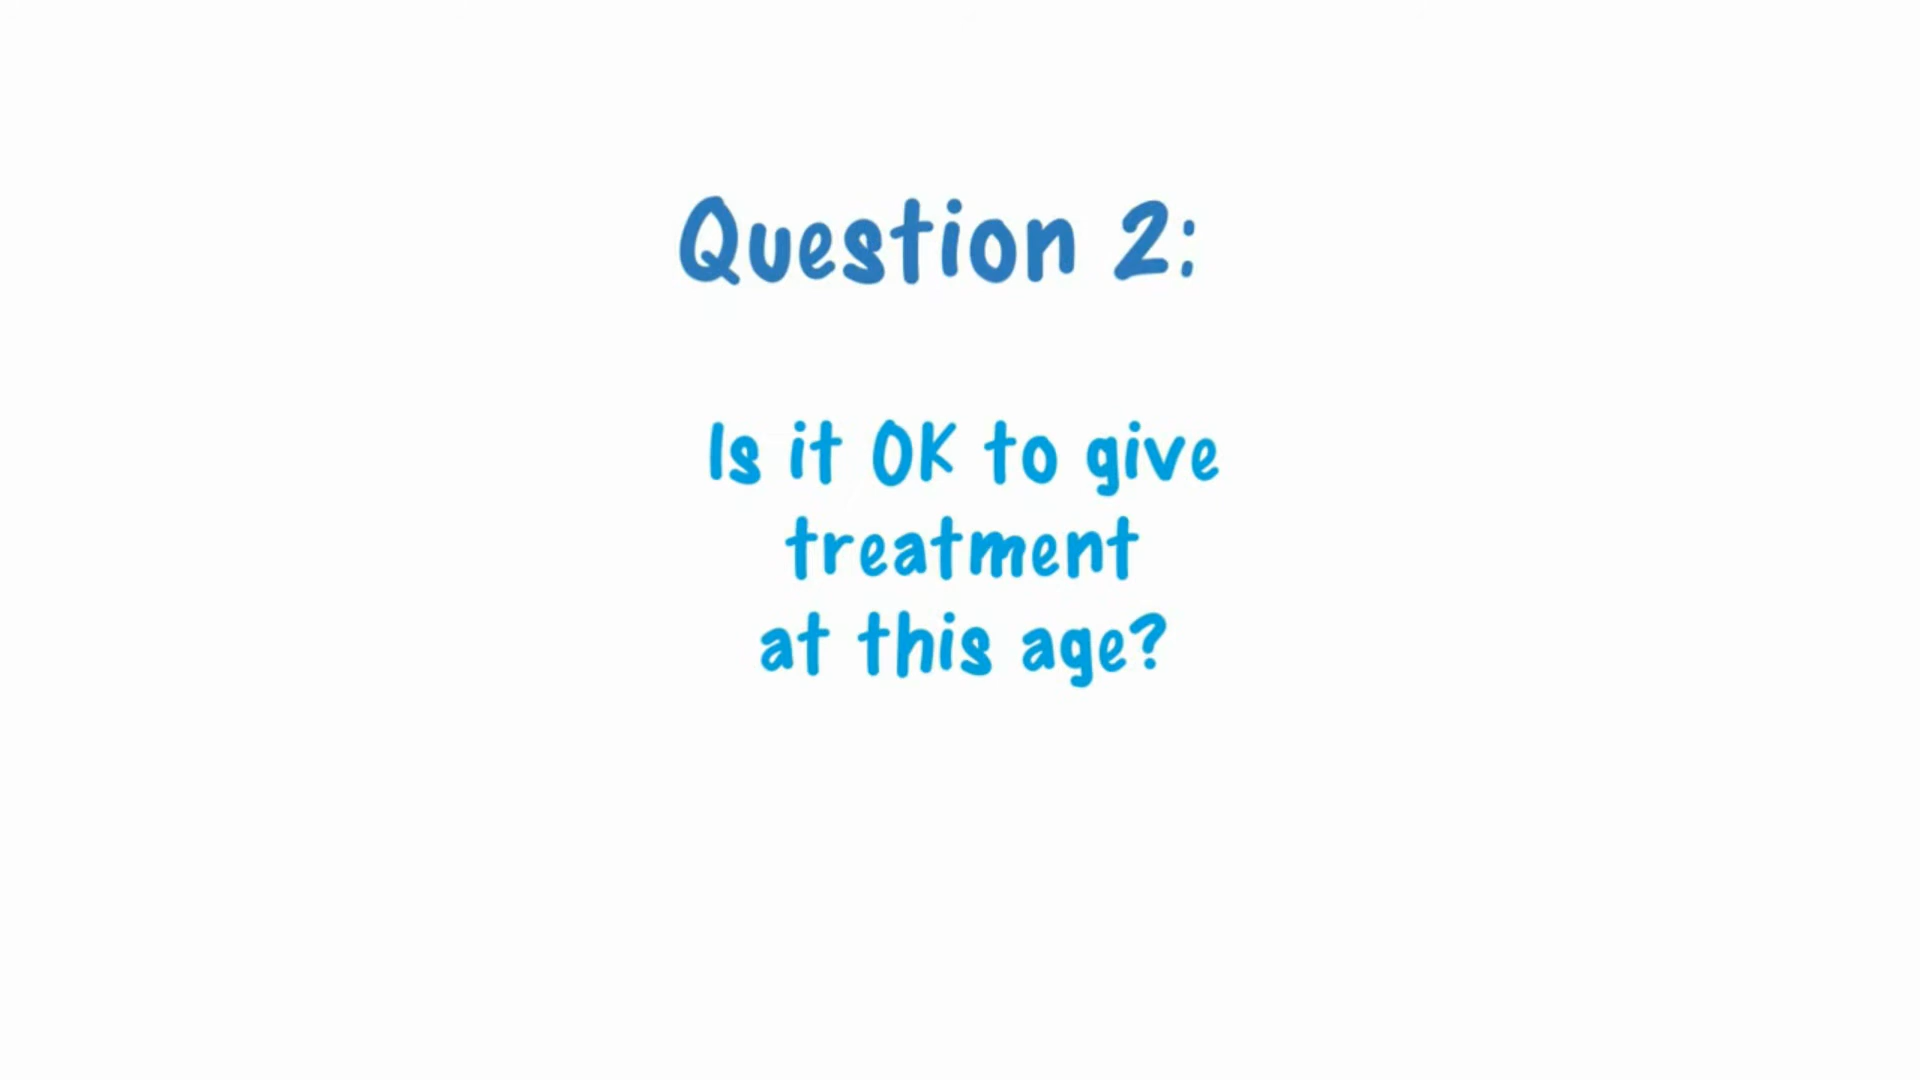 Question 2:
Is it OK to give
treatment
at this age?